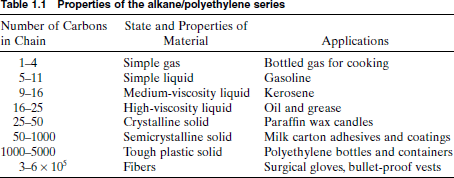 Table 1.1 Properties of the alkane/polyethylene series
Number of Carbons State and Properties of
in Chain Material Applications
1–4 Simple gas Bottled gas for cooking
5–11 Simple liquid Gasoline
9–16 Medium-viscosity liquid Kerosene
16–25 High-viscosity liquid Oil and grease
25–50 Crystalline solid Paraffin wax candles
50–1000 Semicrystalline solid Milk carton adhesives and coatings
1000–5000 Tough plastic solid Polyethylene bottles and containers
3–6 × 10⁵ Fibers Surgical gloves, bullet-proof vests